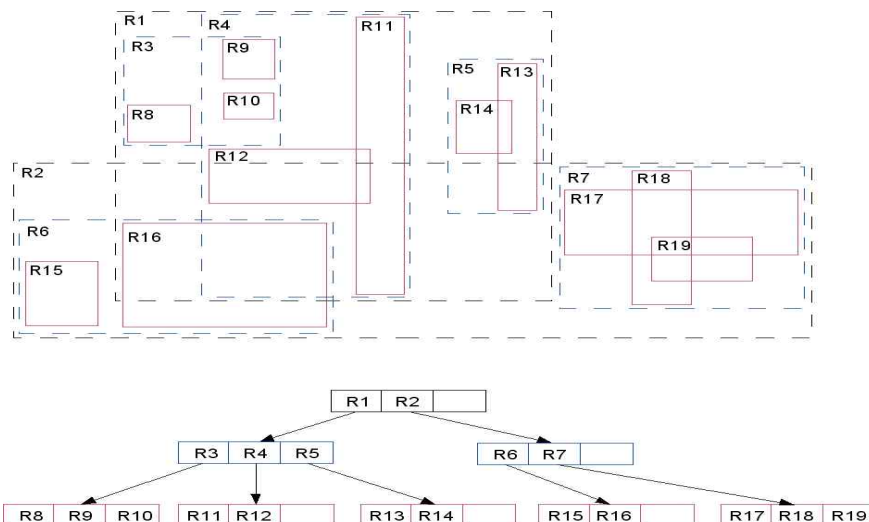 R1 R4 R11
R3 R9
R5 R13
R10 R14
R8
R12
R2 R7 R18
R17
R6
R16 R19
R15
R1 R2
R3 R4 R5 R6 R7
R8 R9 R10 R11 R12 R13 R14 R15 R16 R17 R18 R19